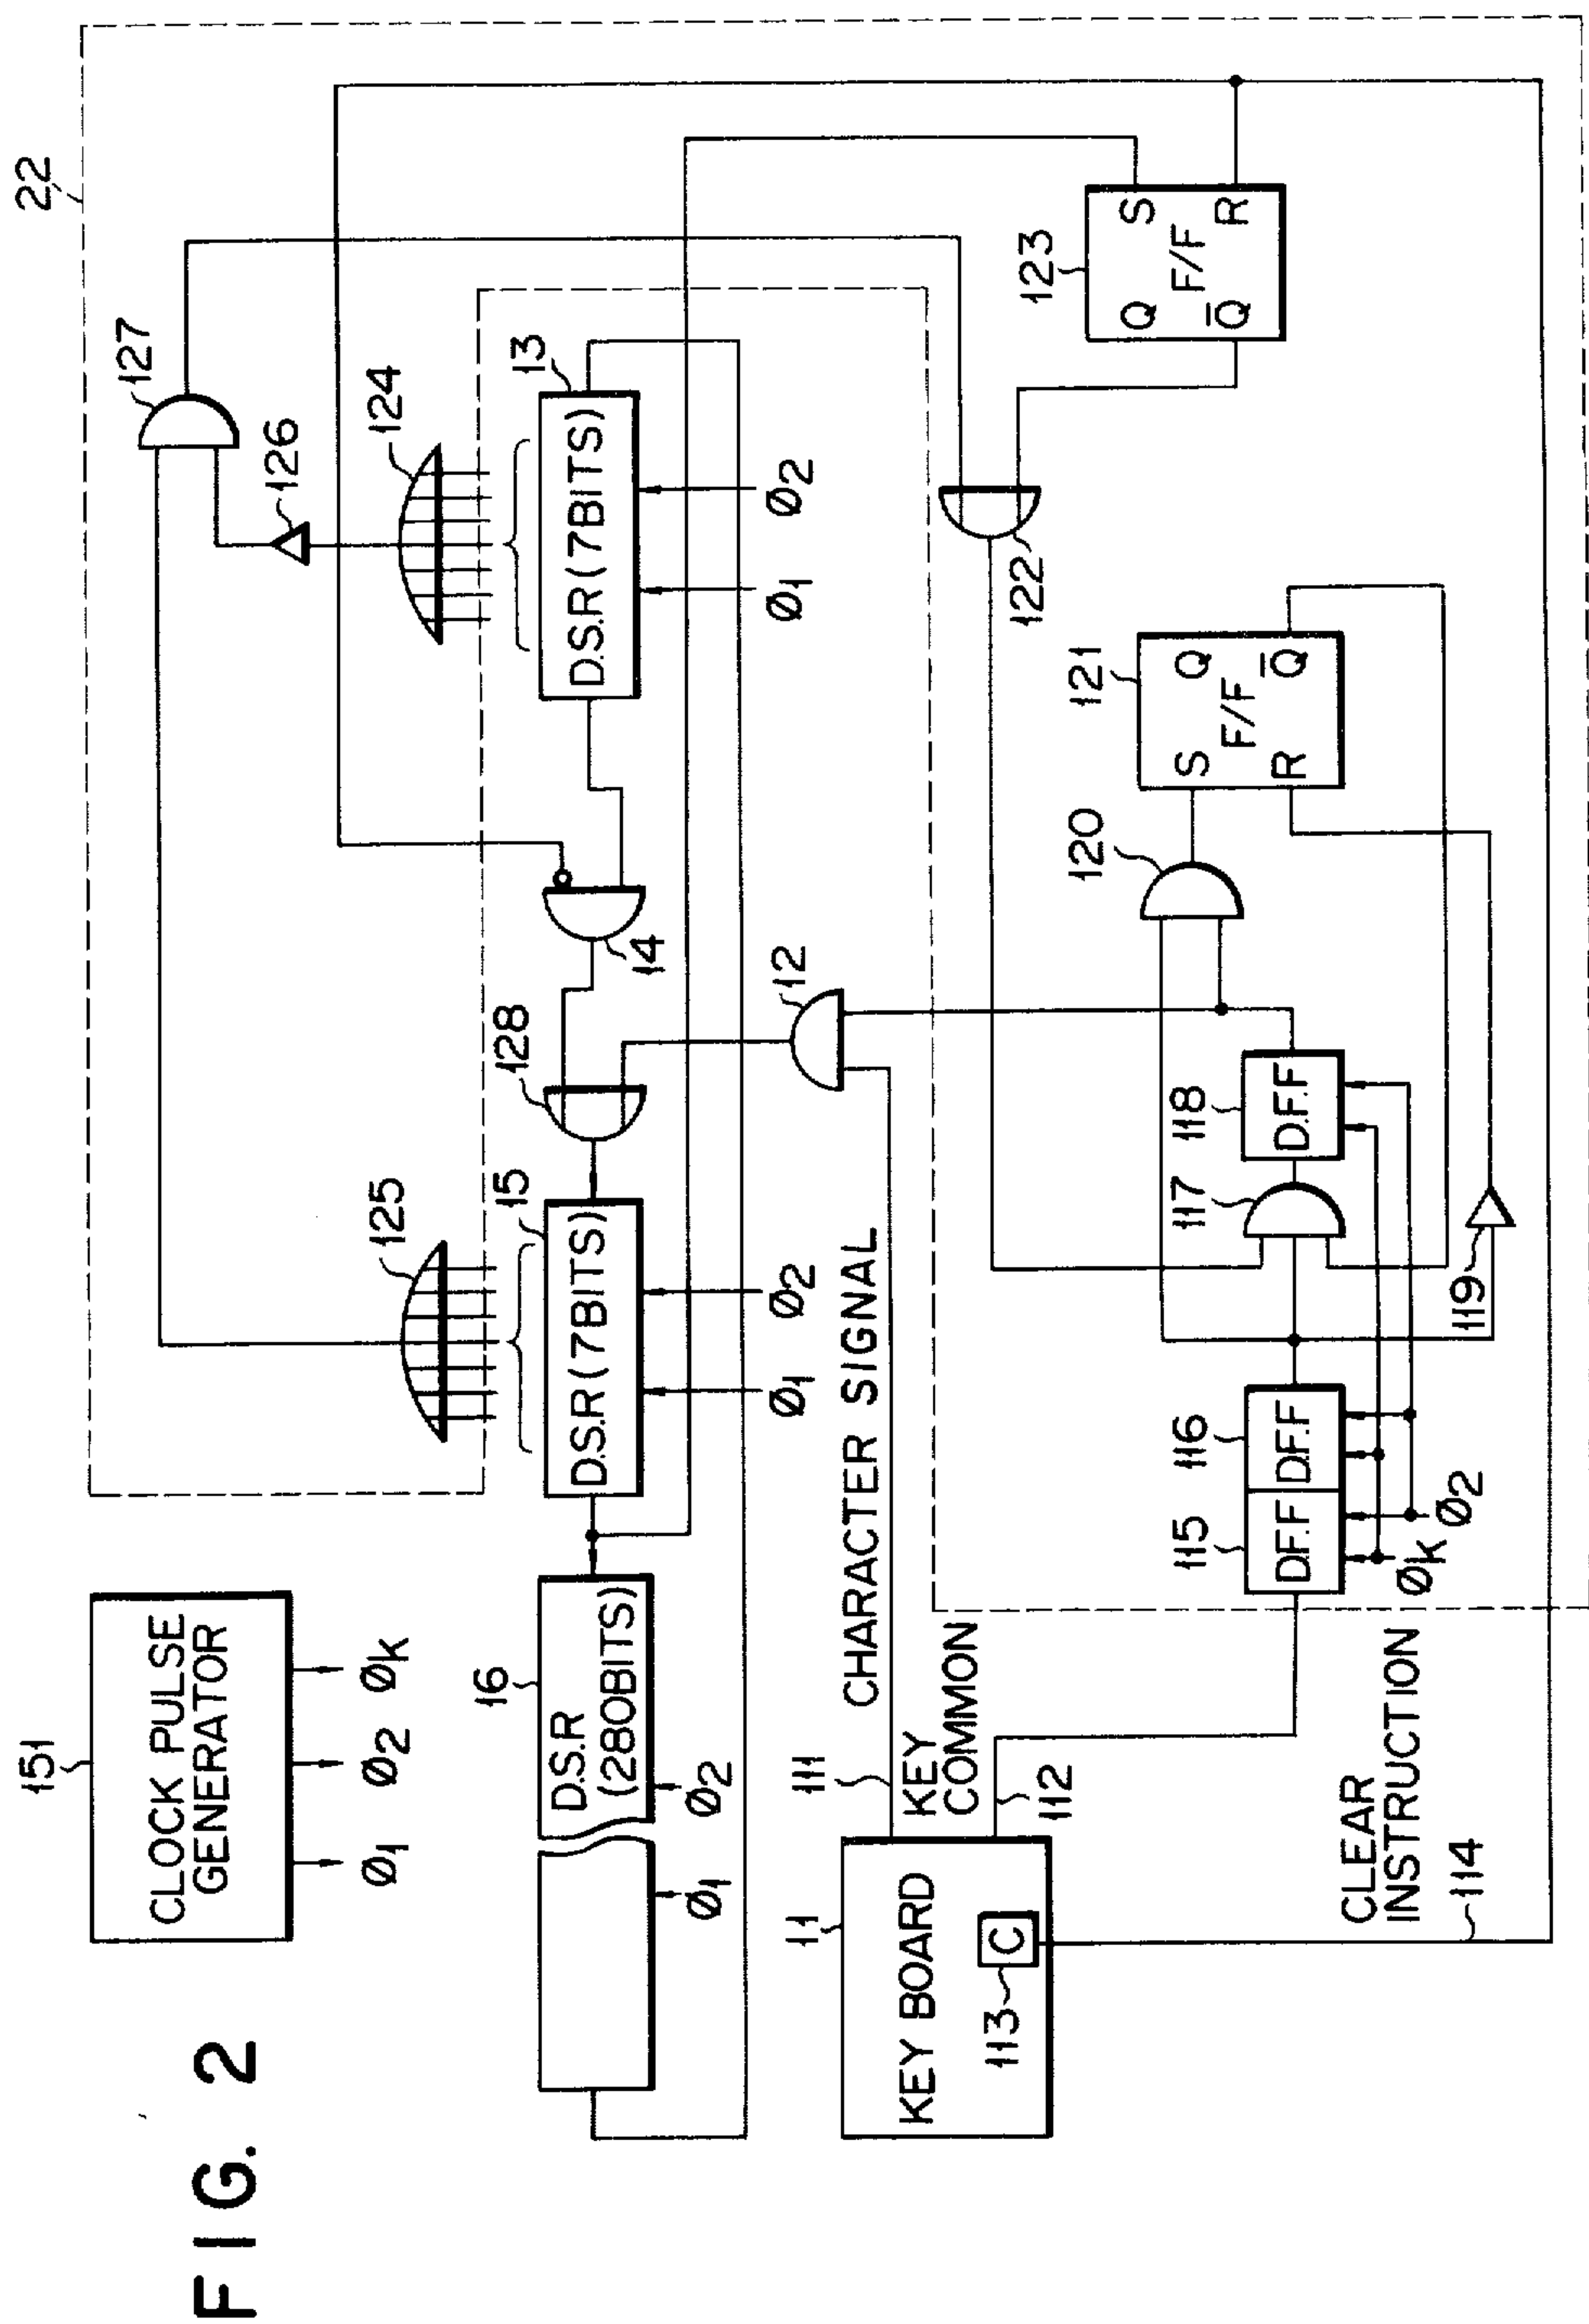 FIG. 2
22
151
CLOCK PULSE
GENERATOR
Ø1
Ø2
Øk
127
126
124
125
13
D.S.R(7BITS)
Ø1
Ø2
14
128
15
D.S.R(7BITS)
Ø1
Ø2
16
D.S.R
(280BITS)
Ø1
Ø2
12
CHARACTER SIGNAL
111
KEY
COMMON
112
11
KEY BOARD
C
113
CLEAR
INSTRUCTION
114
115
D.F.F
116
D.F.F
Øk
Ø2
117
118
D.F.F
119
120
121
S
Q
F/F
R
Q̅
122
123
Q
S
F/F
Q̅
R